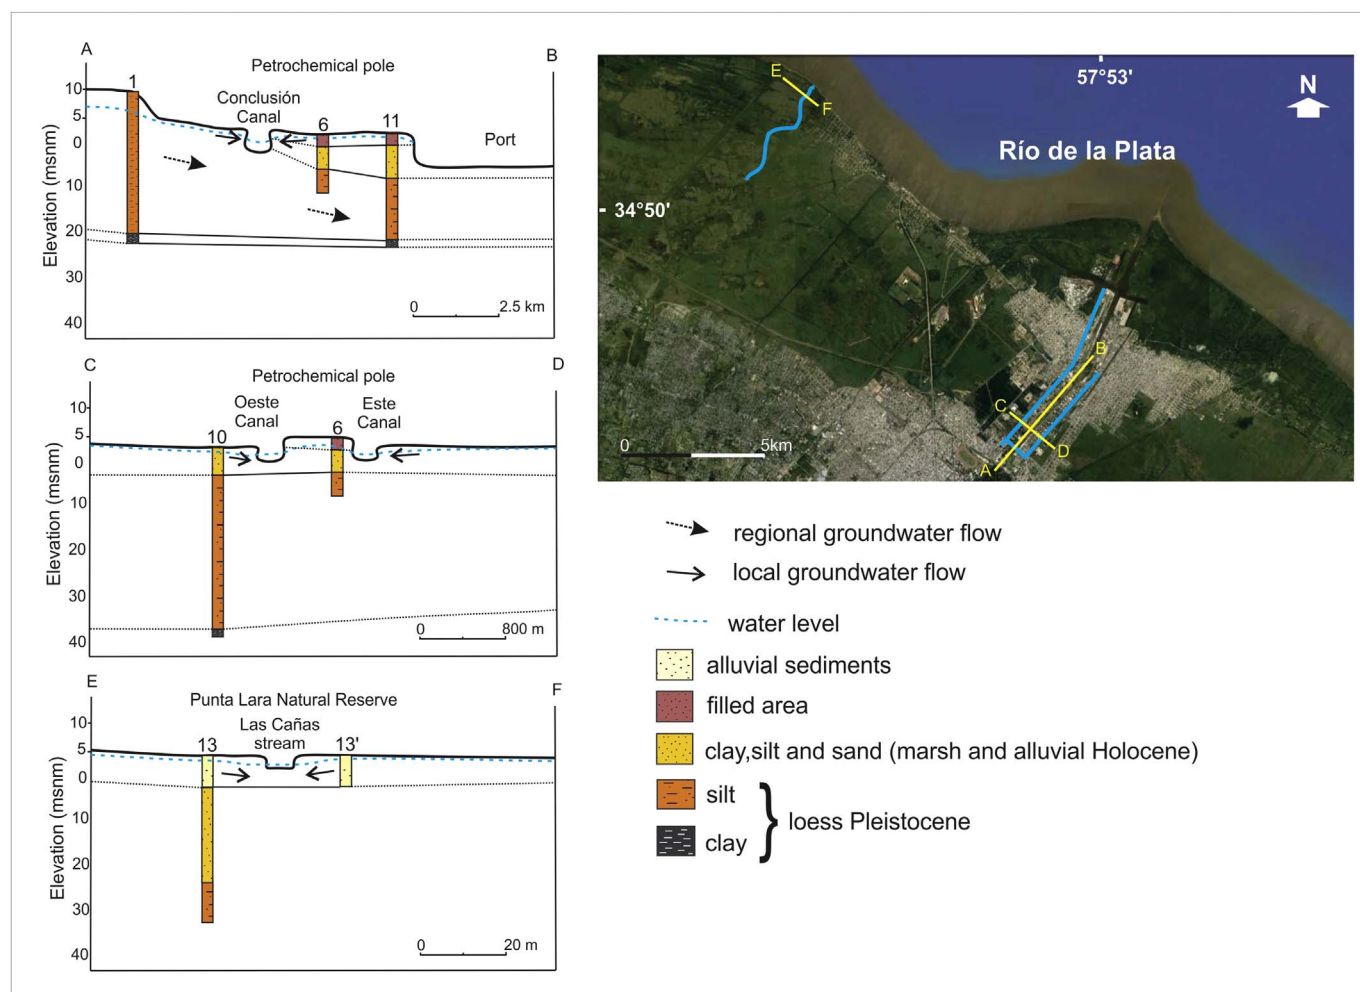 A
B
Petrochemical pole
1
Conclusión
Canal
6
11
Port
10
5
0
10
20
30
40
Elevation (msnm)
0 2.5 km
C
D
Petrochemical pole
Oeste
Canal
Este
Canal
10
6
10
5
0
10
20
30
40
Elevation (msnm)
0 800 m
E
F
Punta Lara Natural Reserve
Las Cañas
stream
13
13'
10
5
0
10
20
30
40
Elevation (msnm)
0 20 m
E
F
57°53'
N
Río de la Plata
34°50'
B
C
D
A
0 5km
regional groundwater flow
local groundwater flow
water level
alluvial sediments
filled area
clay,silt and sand (marsh and alluvial Holocene)
silt
clay
loess Pleistocene